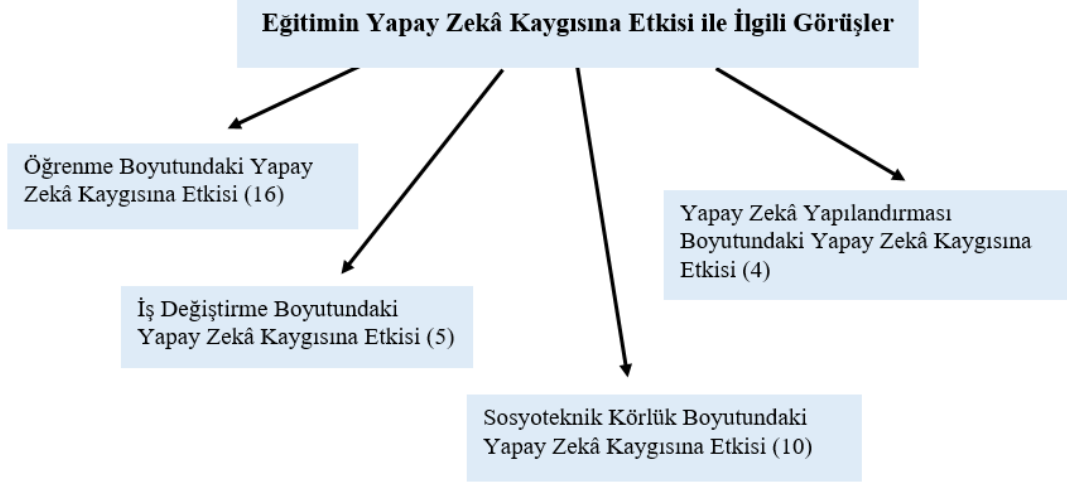 Eğitimin Yapay Zekâ Kaygısına Etkisi ile İlgili Görüşler
Öğrenme Boyutundaki Yapay
Zekâ Kaygısına Etkisi (16)
İş Değiştirme Boyutundaki
Yapay Zekâ Kaygısına Etkisi (5)
Sosyoteknik Körlük Boyutundaki
Yapay Zekâ Kaygısına Etkisi (10)
Yapay Zekâ Yapılandırması
Boyutundaki Yapay Zekâ Kaygısına
Etkisi (4)